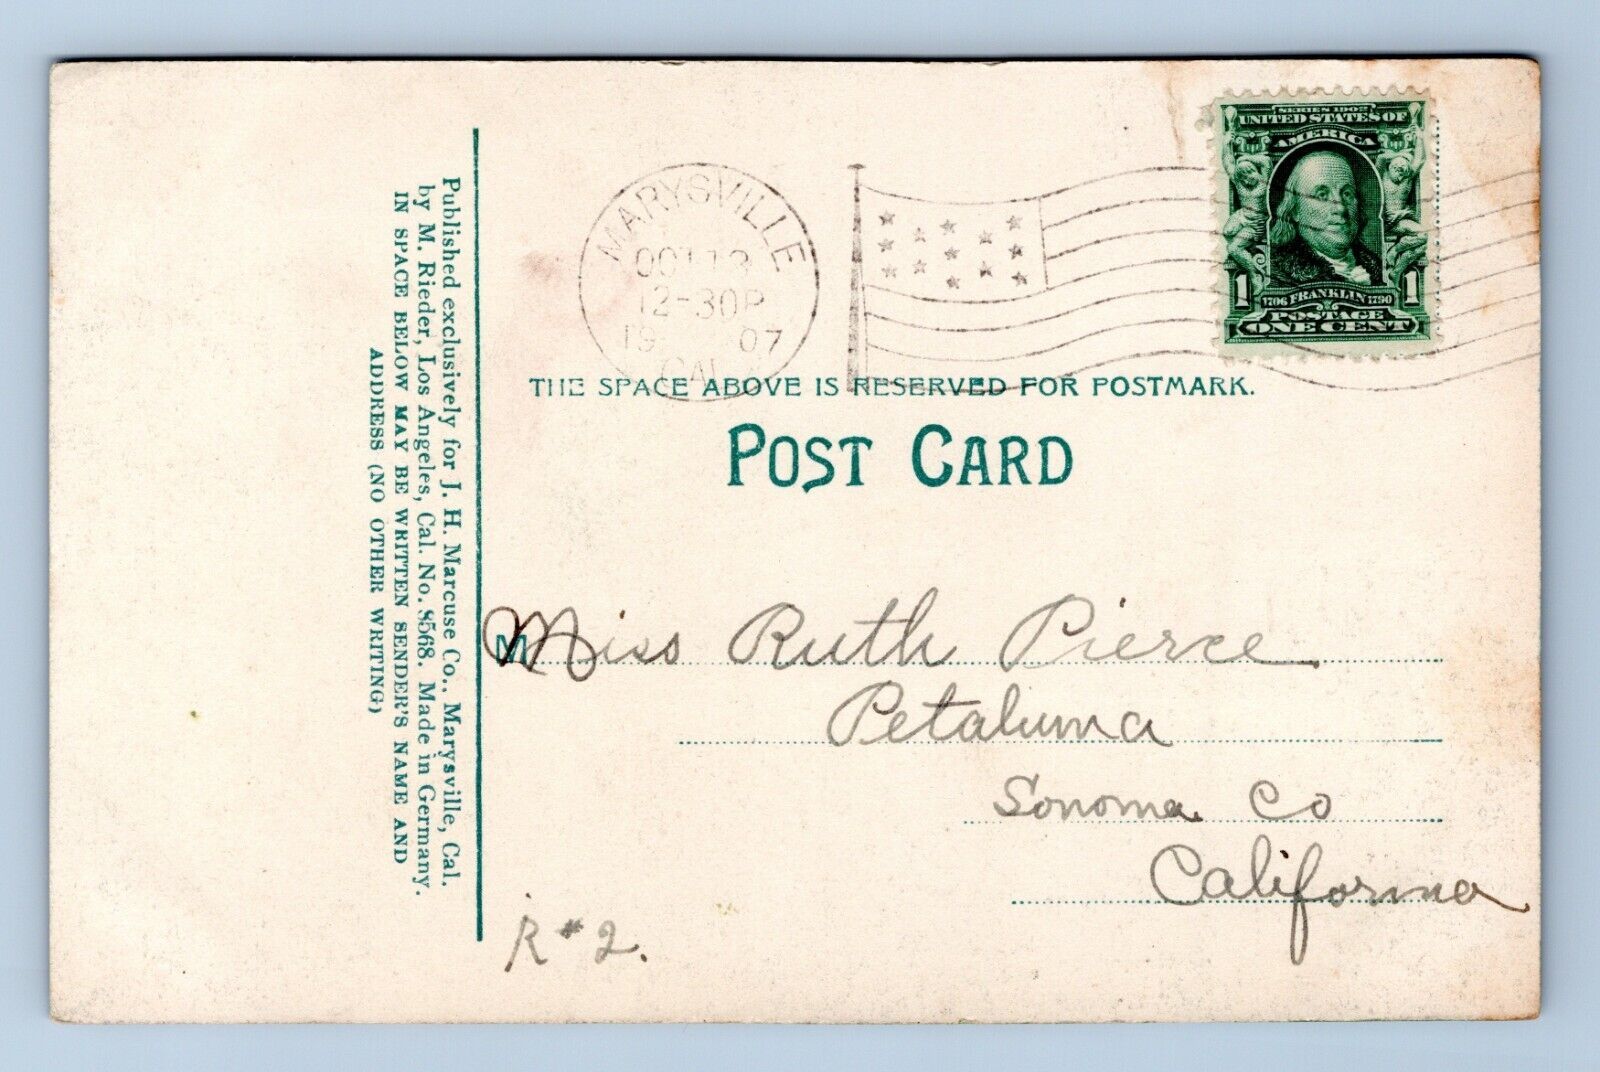 Published exclusively for J. H. Marcuse Co., Marysville, Cal.
by M. Rieder, Los Angeles, Cal. No. 8568. Made in Germany.
IN SPACE BELOW MAY BE WRITTEN SENDER'S NAME AND
ADDRESS (NO OTHER WRITING)
MARYSVILLE
OCT 13
12-30P
19 07
CAL.
SERIES 1902
UNITED STATES OF
AMERICA
1 1
1706 FRANKLIN 1790
POSTAGE
ONE CENT
THE SPACE ABOVE IS RESERVED FOR POSTMARK.
POST CARD
M Miss Ruth Pierce
Petaluma
Sonoma Co
California
R#2.